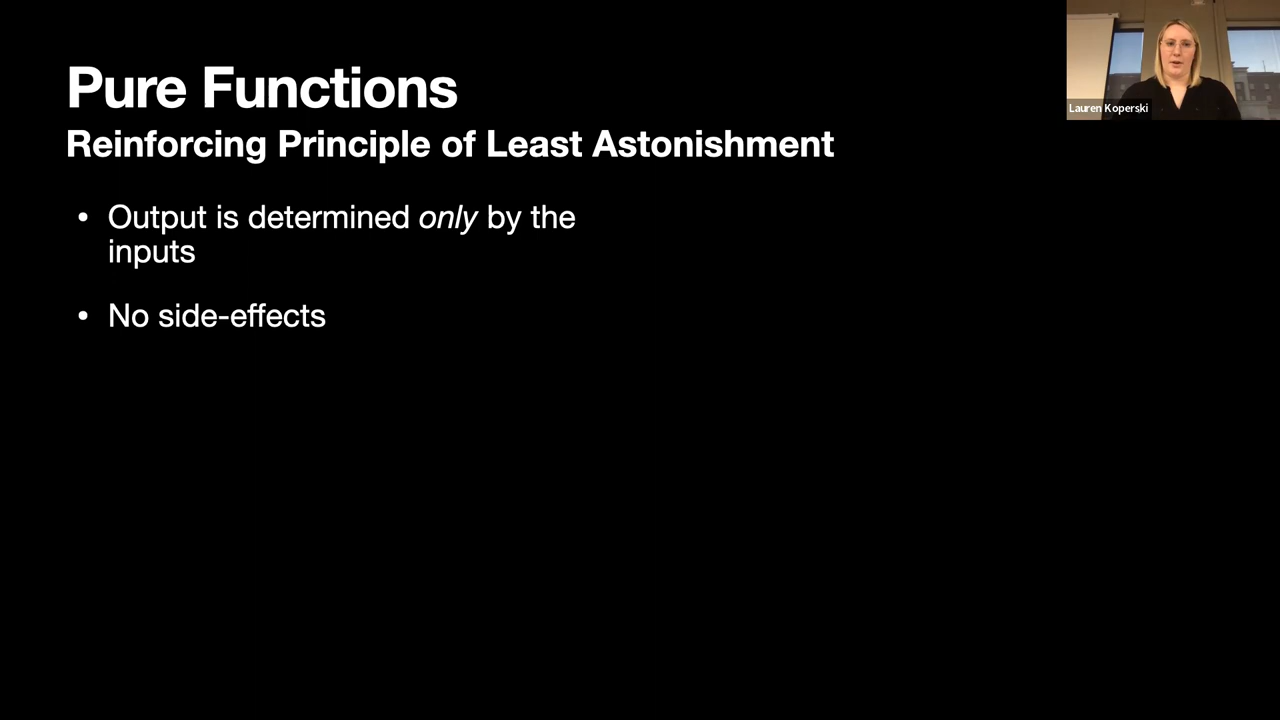 Pure Functions
Reinforcing Principle of Least Astonishment
• Output is determined only by the
inputs
• No side-effects
Lauren Koperski